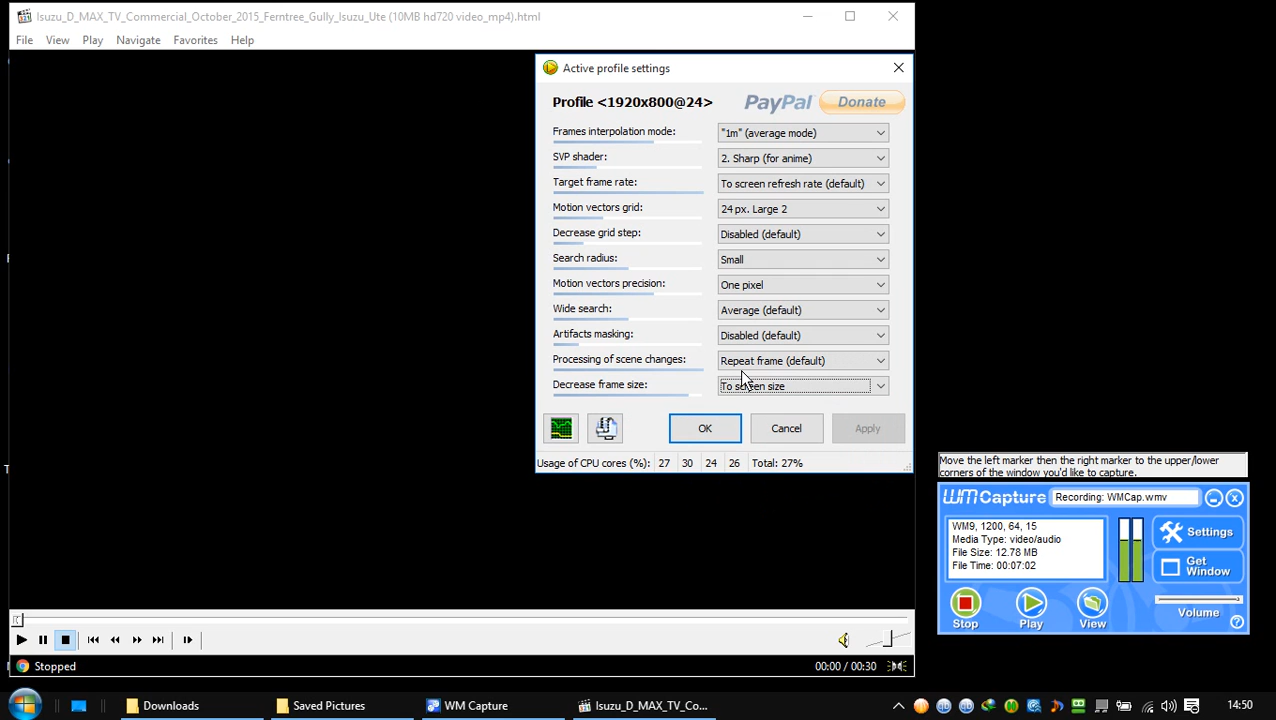 Isuzu_D_MAX_TV_Commercial_October_2015_Ferntree_Gully_Isuzu_Ute (10MB hd720 video_mp4).html
File View Play Navigate Favorites Help
Active profile settings
Profile <1920x800@24>
PayPal Donate
Frames interpolation mode: "1m" (average mode)
SVP shader: 2. Sharp (for anime)
Target frame rate: To screen refresh rate (default)
Motion vectors grid: 24 px. Large 2
Decrease grid step: Disabled (default)
Search radius: Small
Motion vectors precision: One pixel
Wide search: Average (default)
Artifacts masking: Disabled (default)
Processing of scene changes: Repeat frame (default)
Decrease frame size: To screen size
OK Cancel Apply
Usage of CPU cores (%): 27 30 24 26 Total: 27%
Move the left marker then the right marker to the upper/lower
corners of the window you'd like to capture.
WM Capture Recording: WMCap.wmv
WM9, 1200, 64, 15
Media Type: video/audio
File Size: 12.78 MB
File Time: 00:07:02
Settings
Get
Window
Stop Play View Volume
Stopped 00:00 / 00:30
Downloads Saved Pictures WM Capture Isuzu_D_MAX_TV_Co... 14:50